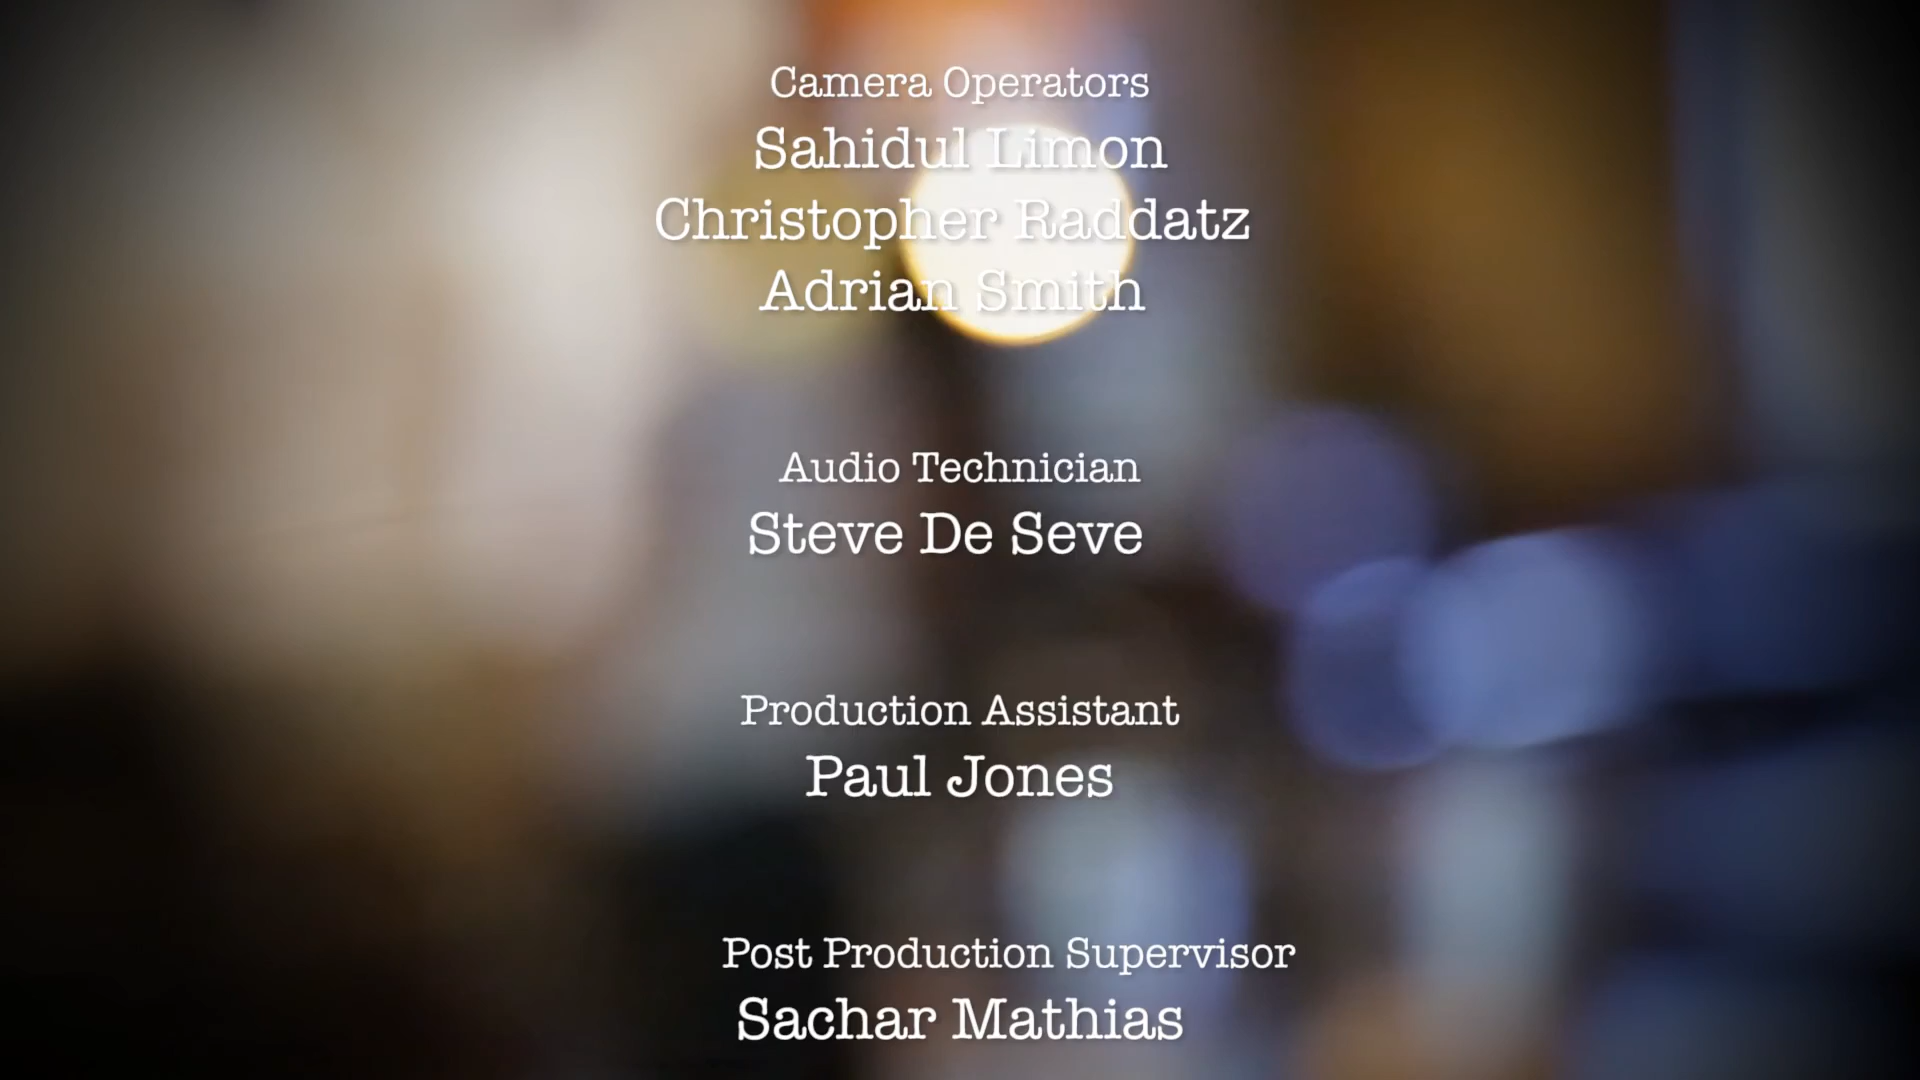 Camera Operators
Sahidul Limon
Christopher Raddatz
Adrian Smith
Audio Technician
Steve De Seve
Production Assistant
Paul Jones
Post Production Supervisor
Sachar Mathias